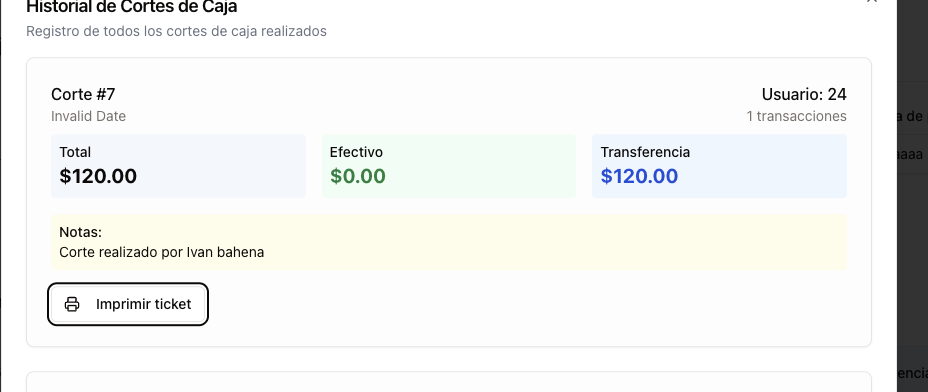 Historial de Cortes de Caja
Registro de todos los cortes de caja realizados
Corte #7
Usuario: 24
Invalid Date
1 transacciones
Total
Efectivo
Transferencia
$120.00
$0.00
$120.00
Notas:
Corte realizado por Ivan bahena
Imprimir ticket